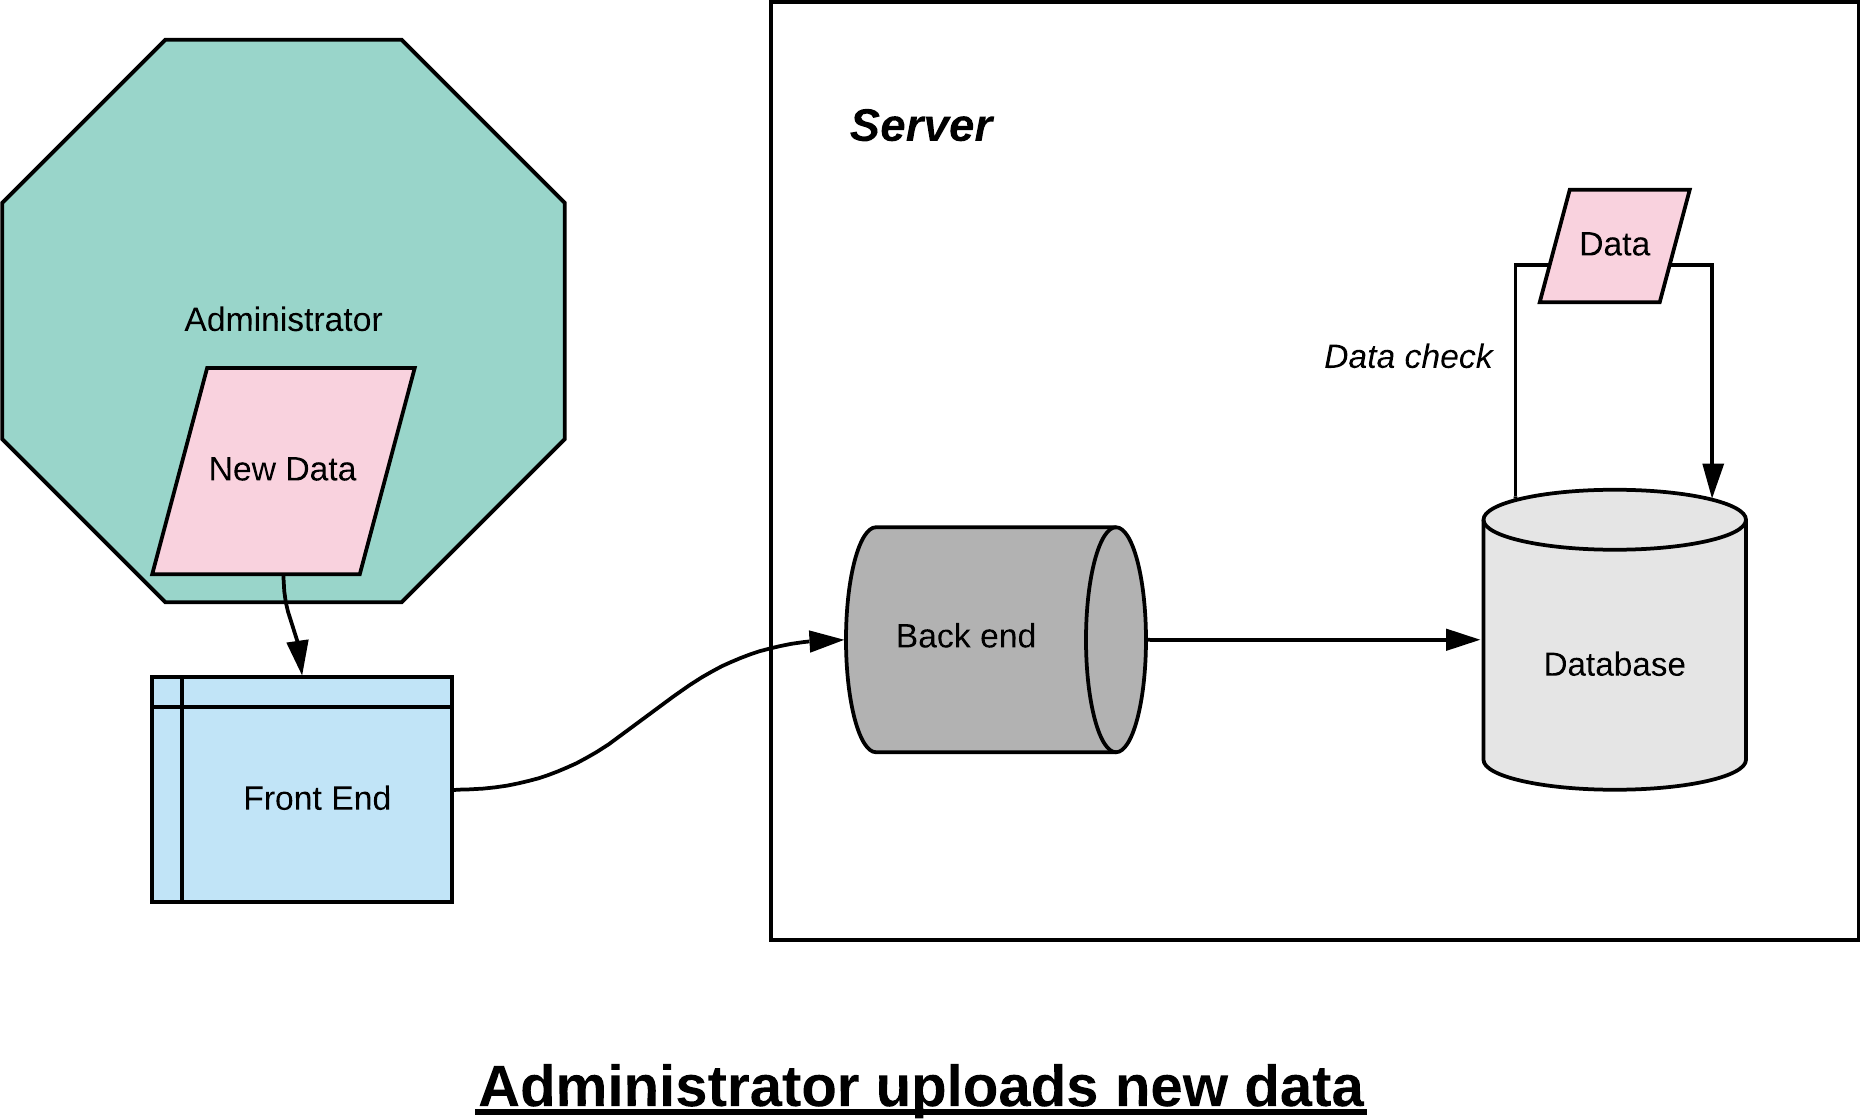 Server
Data
Administrator
Data check
New Data
Back end
Database
Front End
Administrator uploads new data